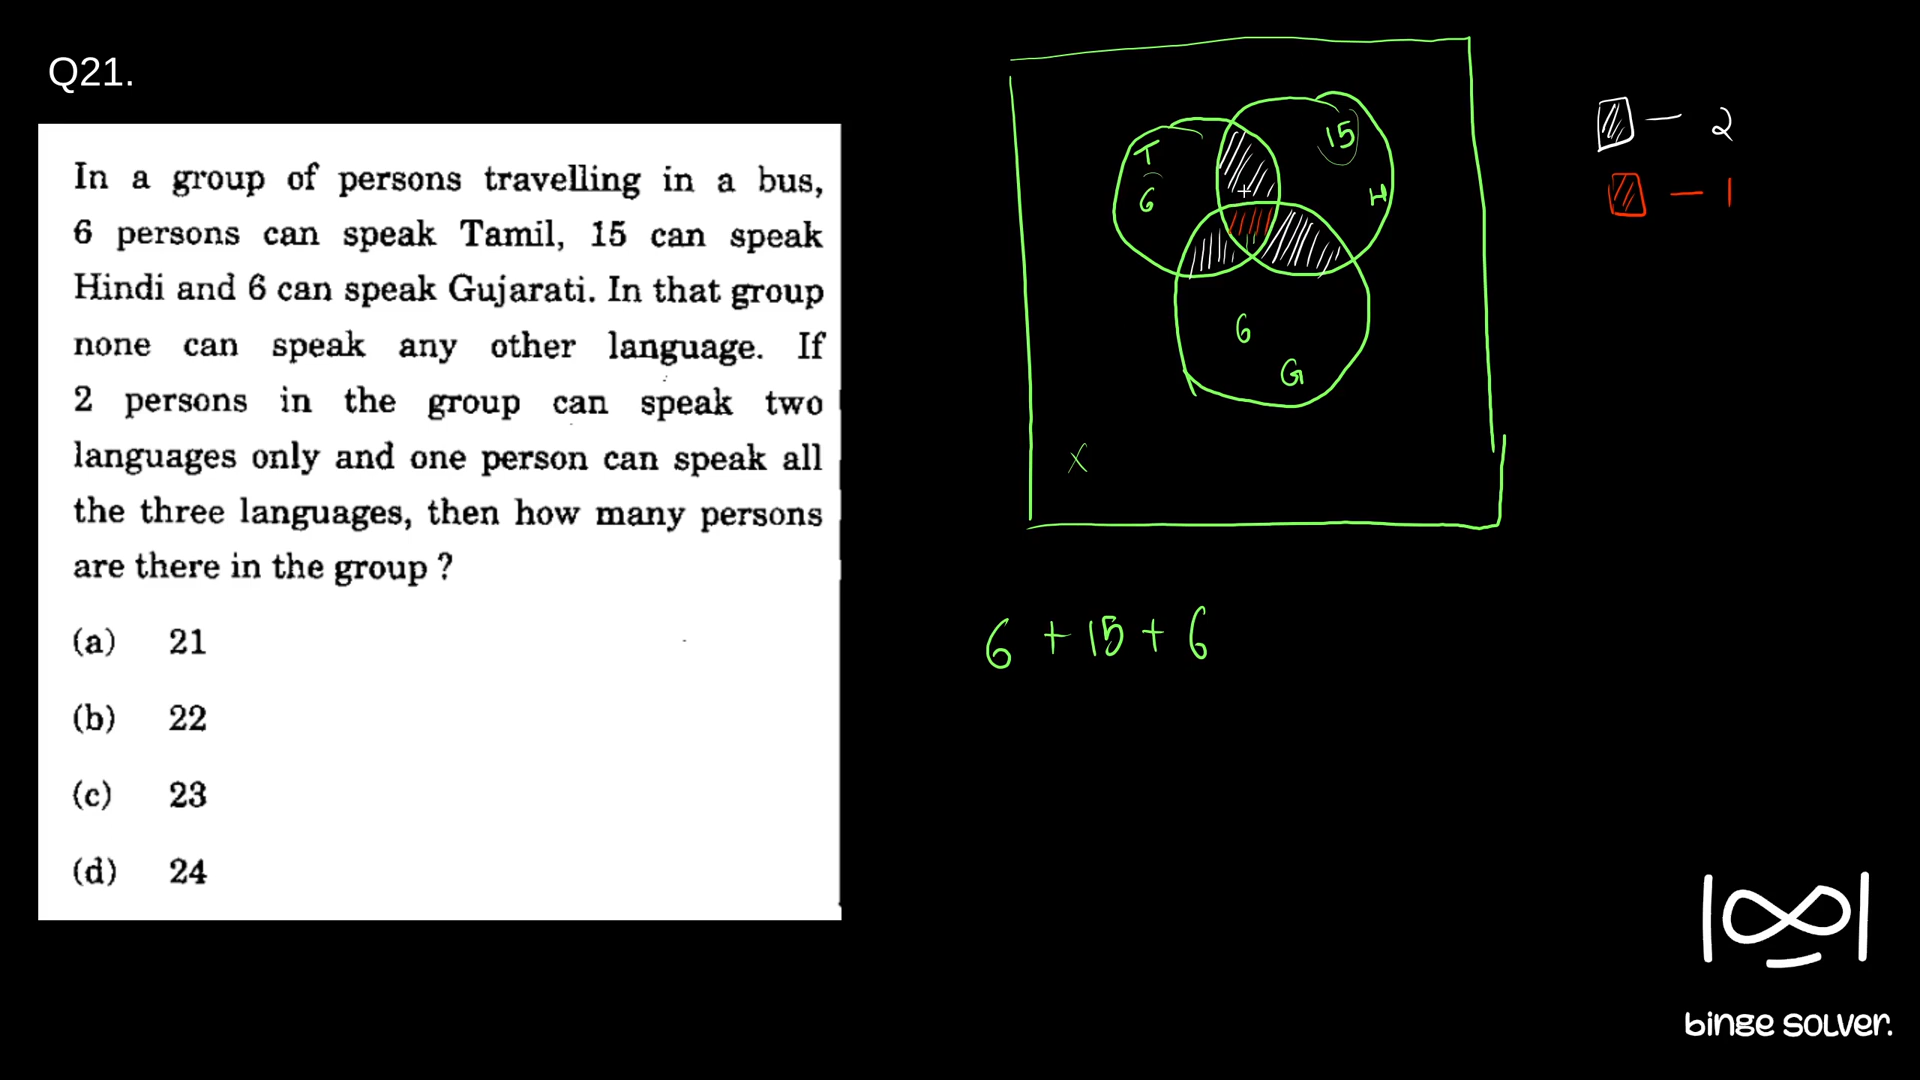 Q21.
In a group of persons travelling in a bus,
6 persons can speak Tamil, 15 can speak
Hindi and 6 can speak Gujarati. In that group
none can speak any other language. If
2 persons in the group can speak two
languages only and one person can speak all
the three languages, then how many persons
are there in the group ?
(a) 21
(b) 22
(c) 23
(d) 24
T
6
15
H
6
G
X
— 2
— 1
6 + 15 + 6
binge solver.